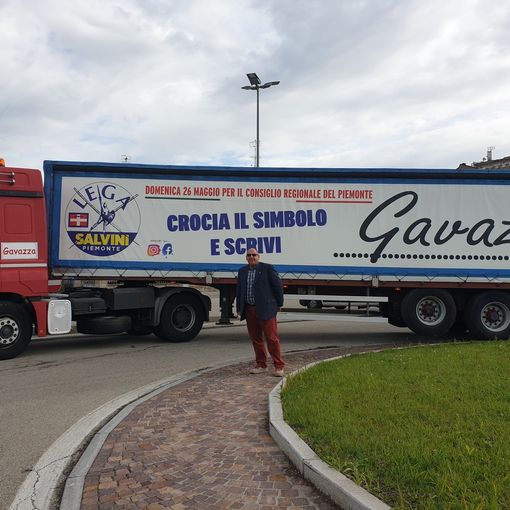 LEGA
SALVINI
PIEMONTE
DOMENICA 26 MAGGIO PER IL CONSIGLIO REGIONALE DEL PIEMONTE
CROCIA IL SIMBOLO
E SCRIVI
Gavaz
Gavazza